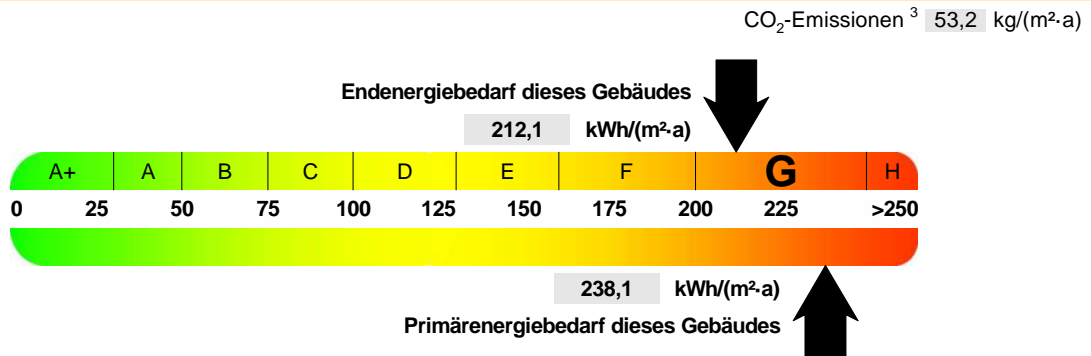 CO₂-Emissionen ³ 53,2 kg/(m²·a)
Endenergiebedarf dieses Gebäudes
212,1 kWh/(m²·a)
A+ A B C D E F G H
0 25 50 75 100 125 150 175 200 225 >250
238,1 kWh/(m²·a)
Primärenergiebedarf dieses Gebäudes